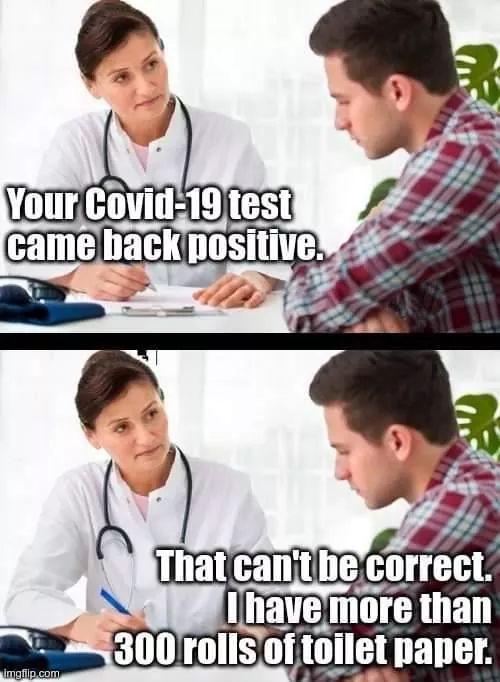 Your Covid-19 test
came back positive.
That can't be correct.
I have more than
300 rolls of toilet paper.
imgflip.com